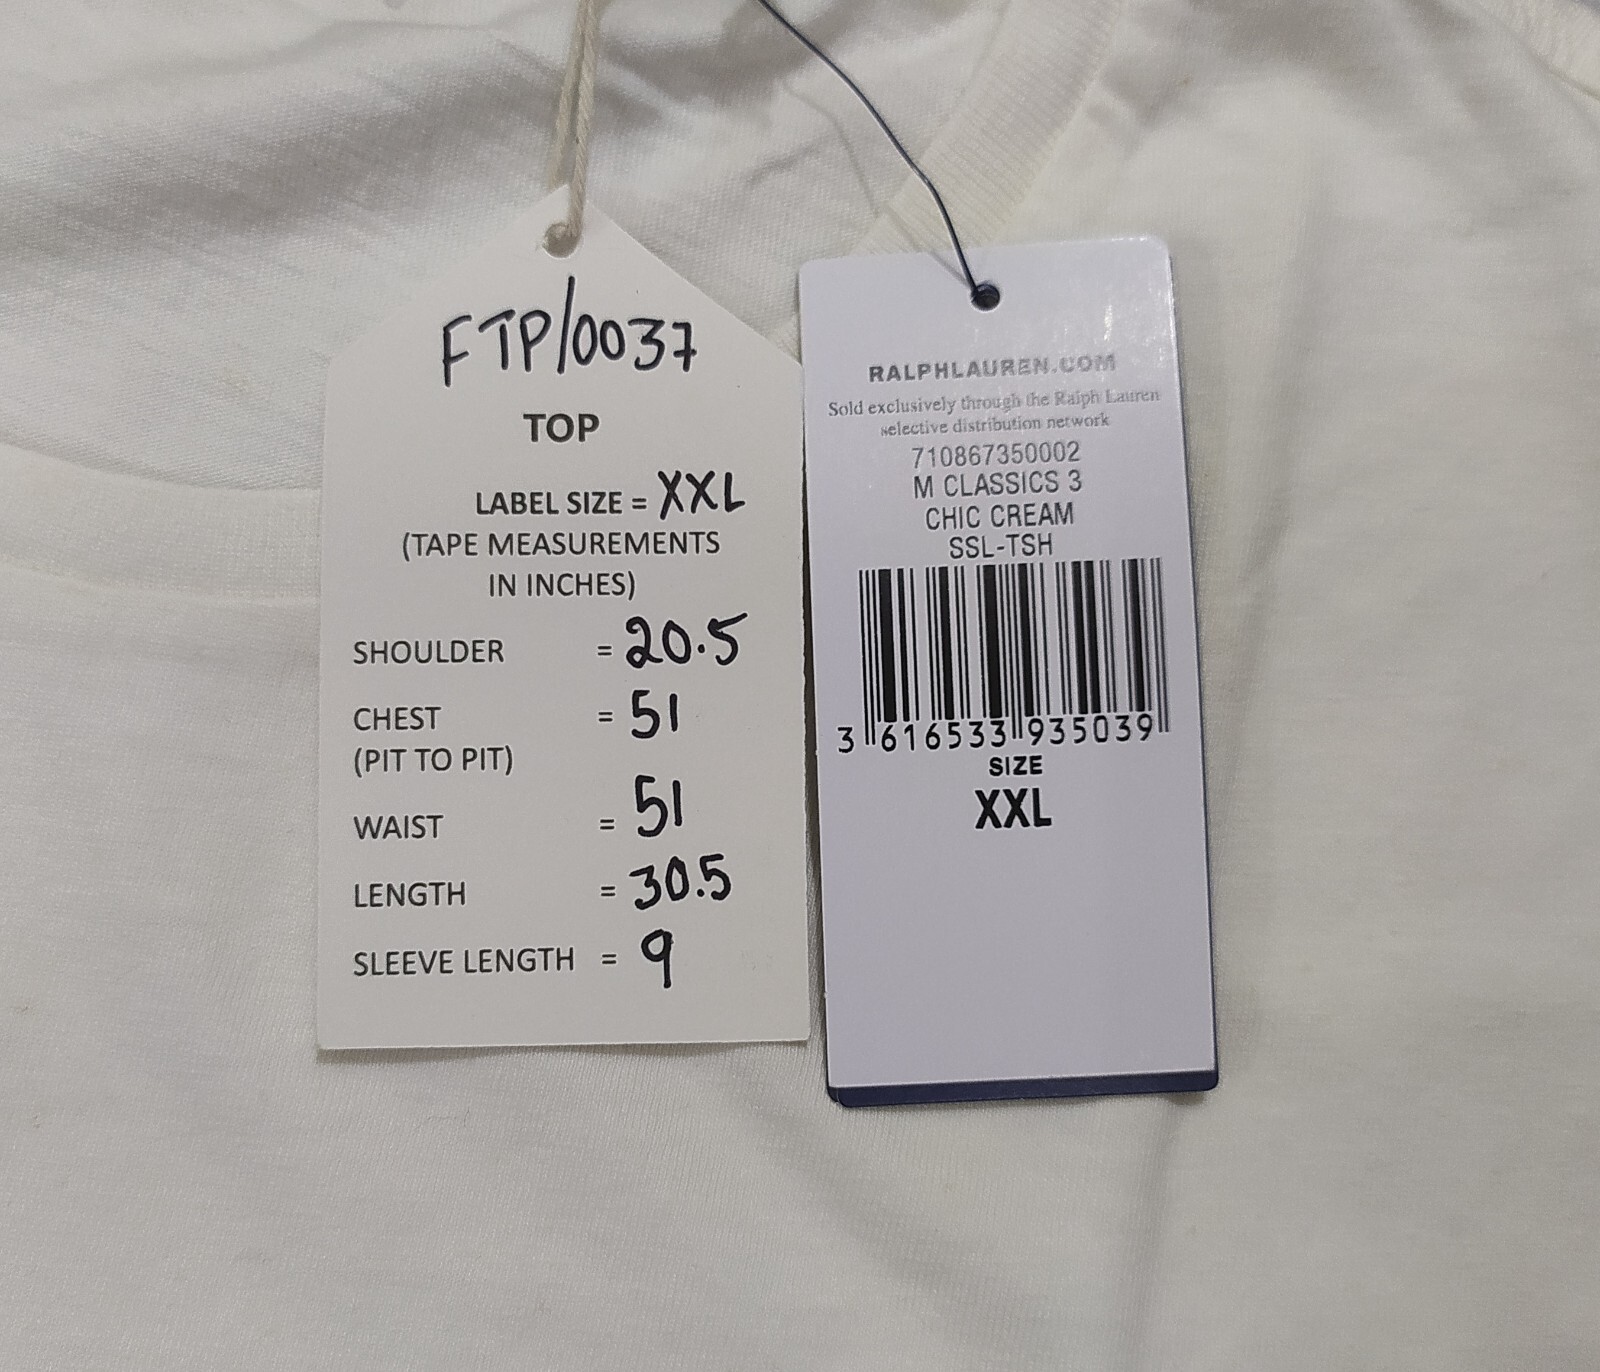 FTP/0037
TOP
LABEL SIZE = XXL
(TAPE MEASUREMENTS
IN INCHES)
SHOULDER = 20.5
CHEST = 51
(PIT TO PIT)
WAIST = 51
LENGTH = 30.5
SLEEVE LENGTH = 9
RALPHLAUREN.COM
Sold exclusively through the Ralph Lauren
selective distribution network
710867350002
M CLASSICS 3
CHIC CREAM
SSL-TSH
3 616533 935039
SIZE
XXL